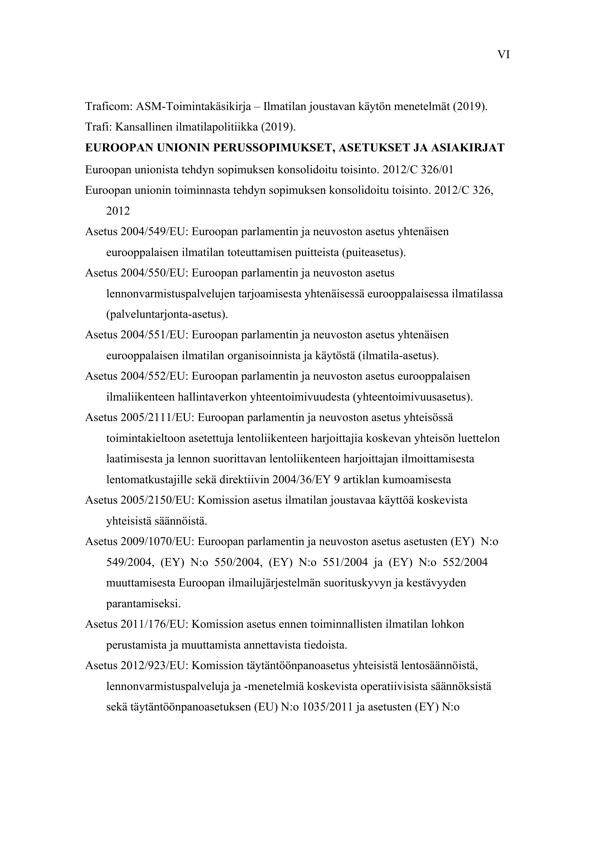 VI
Traficom: ASM-Toimintakäsikirja – Ilmatilan joustavan käytön menetelmät (2019).
Trafi: Kansallinen ilmatilapolitiikka (2019).
EUROOPAN UNIONIN PERUSSOPIMUKSET, ASETUKSET JA ASIAKIRJAT
Euroopan unionista tehdyn sopimuksen konsolidoitu toisinto. 2012/C 326/01
Euroopan unionin toiminnasta tehdyn sopimuksen konsolidoitu toisinto. 2012/C 326,
2012
Asetus 2004/549/EU: Euroopan parlamentin ja neuvoston asetus yhtenäisen
eurooppalaisen ilmatilan toteuttamisen puitteista (puiteasetus).
Asetus 2004/550/EU: Euroopan parlamentin ja neuvoston asetus
lennonvarmistuspalvelujen tarjoamisesta yhtenäisessä eurooppalaisessa ilmatilassa
(palveluntarjonta-asetus).
Asetus 2004/551/EU: Euroopan parlamentin ja neuvoston asetus yhtenäisen
eurooppalaisen ilmatilan organisoinnista ja käytöstä (ilmatila-asetus).
Asetus 2004/552/EU: Euroopan parlamentin ja neuvoston asetus eurooppalaisen
ilmaliikenteen hallintaverkon yhteentoimivuudesta (yhteentoimivuusasetus).
Asetus 2005/2111/EU: Euroopan parlamentin ja neuvoston asetus yhteisössä
toimintakieltoon asetettuja lentoliikenteen harjoittajia koskevan yhteisön luettelon
laatimisesta ja lennon suorittavan lentoliikenteen harjoittajan ilmoittamisesta
lentomatkustajille sekä direktiivin 2004/36/EY 9 artiklan kumoamisesta
Asetus 2005/2150/EU: Komission asetus ilmatilan joustavaa käyttöä koskevista
yhteisistä säännöistä.
Asetus 2009/1070/EU: Euroopan parlamentin ja neuvoston asetus asetusten (EY) N:o
549/2004, (EY) N:o 550/2004, (EY) N:o 551/2004 ja (EY) N:o 552/2004
muuttamisesta Euroopan ilmailujärjestelmän suorituskyvyn ja kestävyyden
parantamiseksi.
Asetus 2011/176/EU: Komission asetus ennen toiminnallisten ilmatilan lohkon
perustamista ja muuttamista annettavista tiedoista.
Asetus 2012/923/EU: Komission täytäntöönpanoasetus yhteisistä lentosäännöistä,
lennonvarmistuspalveluja ja -menetelmiä koskevista operatiivisista säännöksistä
sekä täytäntöönpanoasetuksen (EU) N:o 1035/2011 ja asetusten (EY) N:o